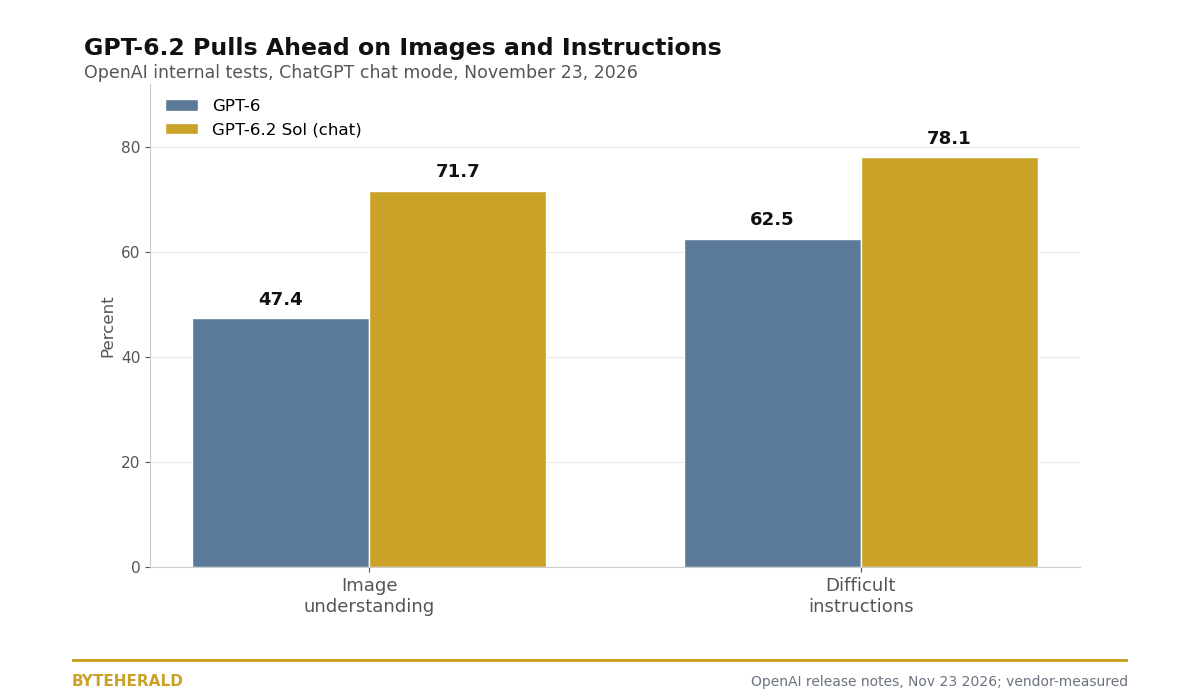 GPT-6.2 Pulls Ahead on Images and Instructions
OpenAI internal tests, ChatGPT chat mode, November 23, 2026
GPT-6
GPT-6.2 Sol (chat)
80
60
40
20
0
Percent
47.4
71.7
62.5
78.1
Image
understanding
Difficult
instructions
BYTEHERALD
OpenAI release notes, Nov 23 2026; vendor-measured